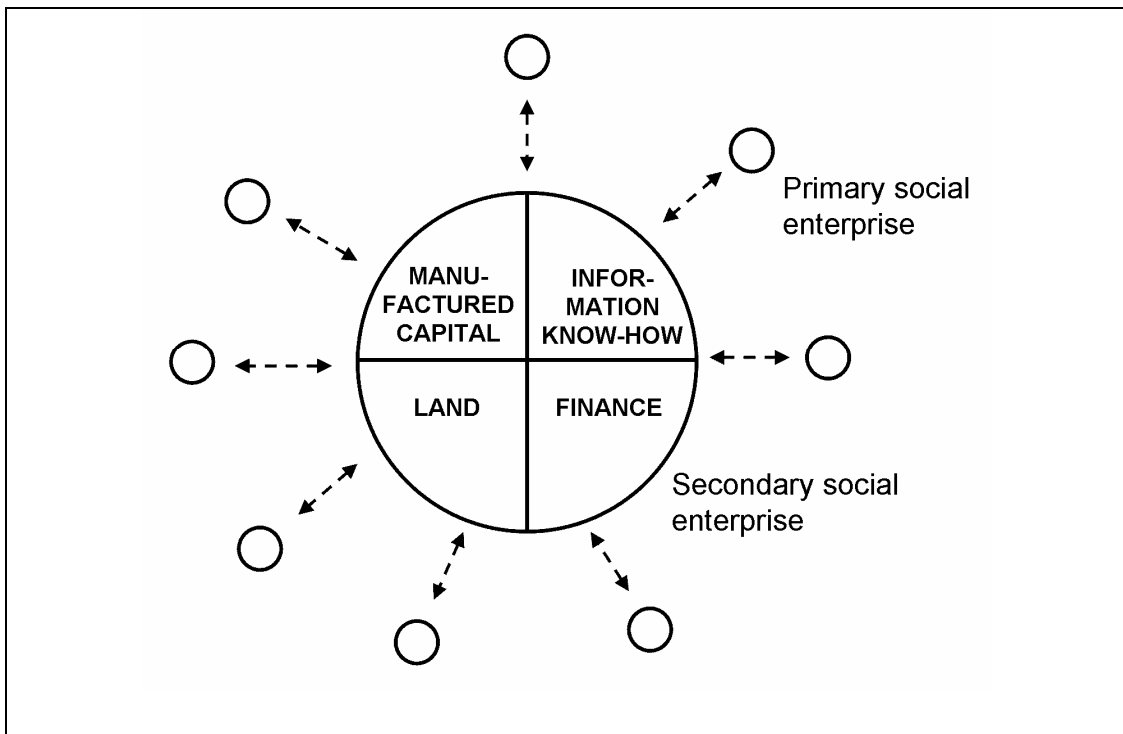 Primary social
enterprise
MANU-
FACTURED
CAPITAL
INFOR-
MATION
KNOW-HOW
LAND
FINANCE
Secondary social
enterprise